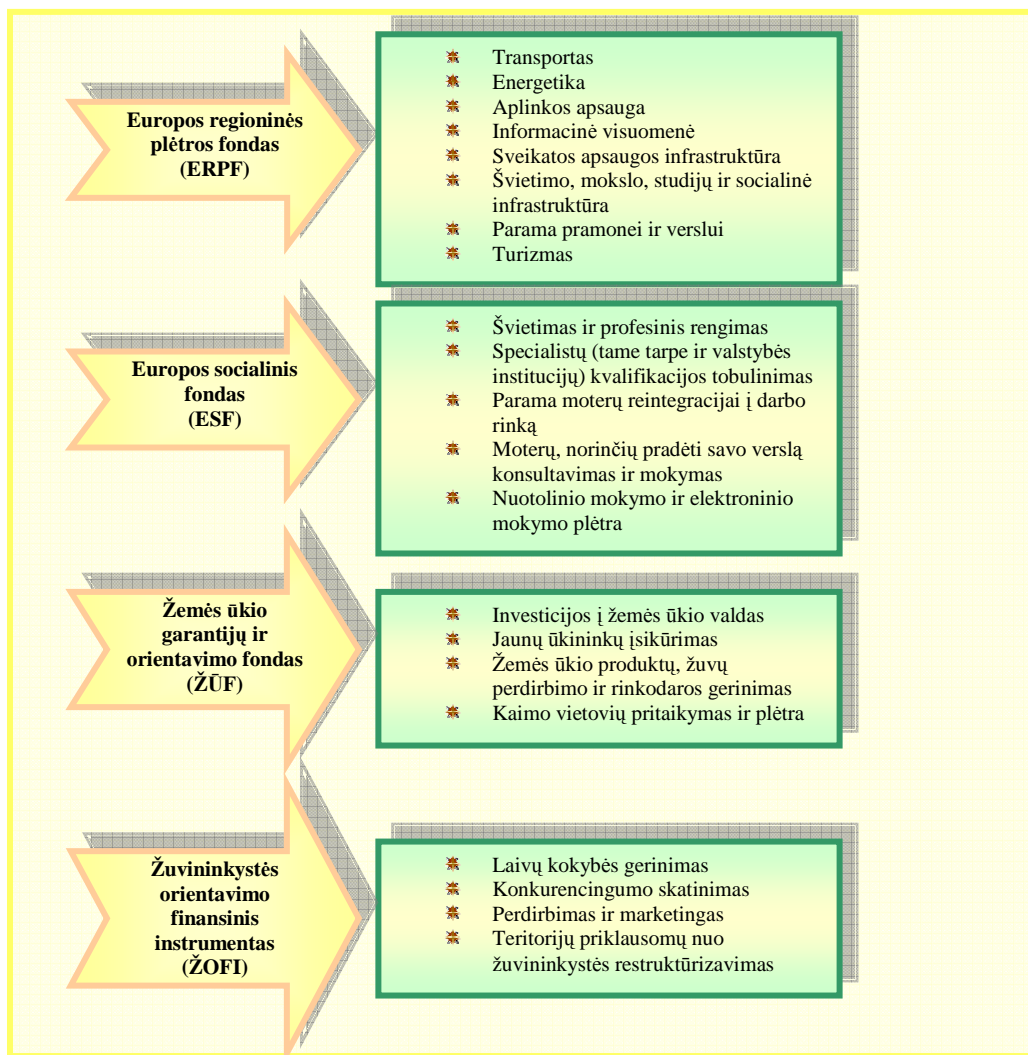 Europos regioninės
plėtros fondas
(ERPF)
Transportas
Energetika
Aplinkos apsauga
Informacinė visuomenė
Sveikatos apsaugos infrastruktūra
Švietimo, mokslo, studijų ir socialinė
infrastruktūra
Parama pramonei ir verslui
Turizmas
Europos socialinis
fondas
(ESF)
Švietimas ir profesinis rengimas
Specialistų (tame tarpe ir valstybės
institucijų) kvalifikacijos tobulinimas
Parama moterų reintegracijai į darbo
rinką
Moterų, norinčių pradėti savo verslą
konsultavimas ir mokymas
Nuotolinio mokymo ir elektroninio
mokymo plėtra
Žemės ūkio
garantijų ir
orientavimo fondas
(ŽŪF)
Investicijos į žemės ūkio valdas
Jaunų ūkininkų įsikūrimas
Žemės ūkio produktų, žuvų
perdirbimo ir rinkodaros gerinimas
Kaimo vietovių pritaikymas ir plėtra
Žuvininkystės
orientavimo
finansinis
instrumentas
(ŽOFI)
Laivų kokybės gerinimas
Konkurencingumo skatinimas
Perdirbimas ir marketingas
Teritorijų priklausomų nuo
žuvininkystės restruktūrizavimas